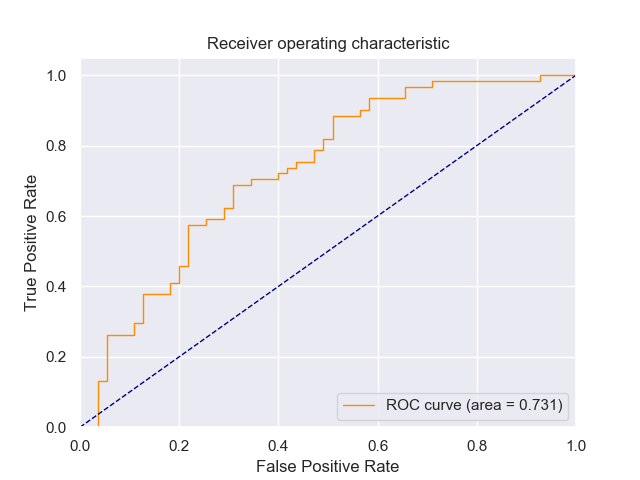 Receiver operating characteristic
True Positive Rate
1.0
0.8
0.6
0.4
0.2
0.0
ROC curve (area = 0.731)
0.0 0.2 0.4 0.6 0.8 1.0
False Positive Rate